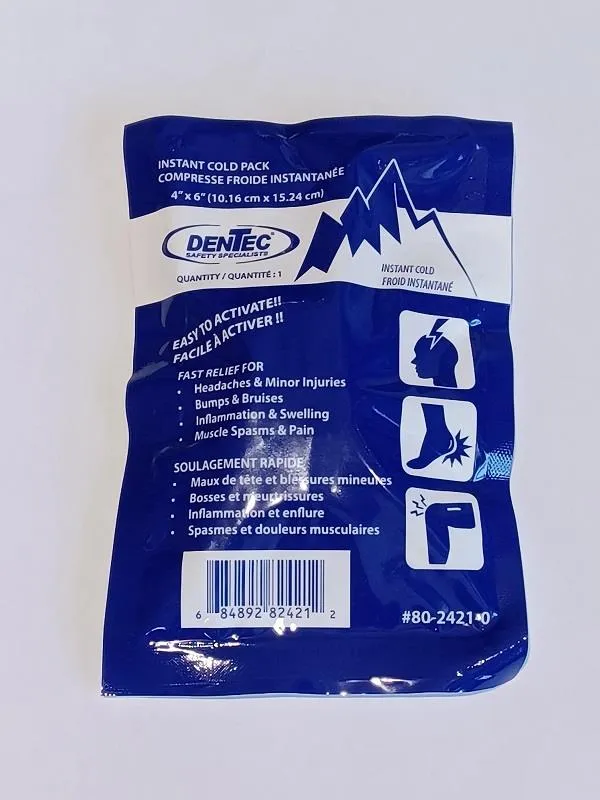 INSTANT COLD PACK
COMPRESSE FROIDE INSTANTANÉE
4" x 6" (10.16 cm x 15.24 cm)
DENTEC®
SAFETY SPECIALISTS
QUANTITY / QUANTITÉ : 1
INSTANT COLD
FROID INSTANTANÉ
EASY TO ACTIVATE!!
FACILE À ACTIVER !!
FAST RELIEF FOR
• Headaches & Minor Injuries
• Bumps & Bruises
• Inflammation & Swelling
• Muscle Spasms & Pain
SOULAGEMENT RAPIDE
• Maux de tête et blessures mineures
• Bosses et meurtrissures
• Inflammation et enflure
• Spasmes et douleurs musculaires
6 84892 82421 2
#80-2421-0